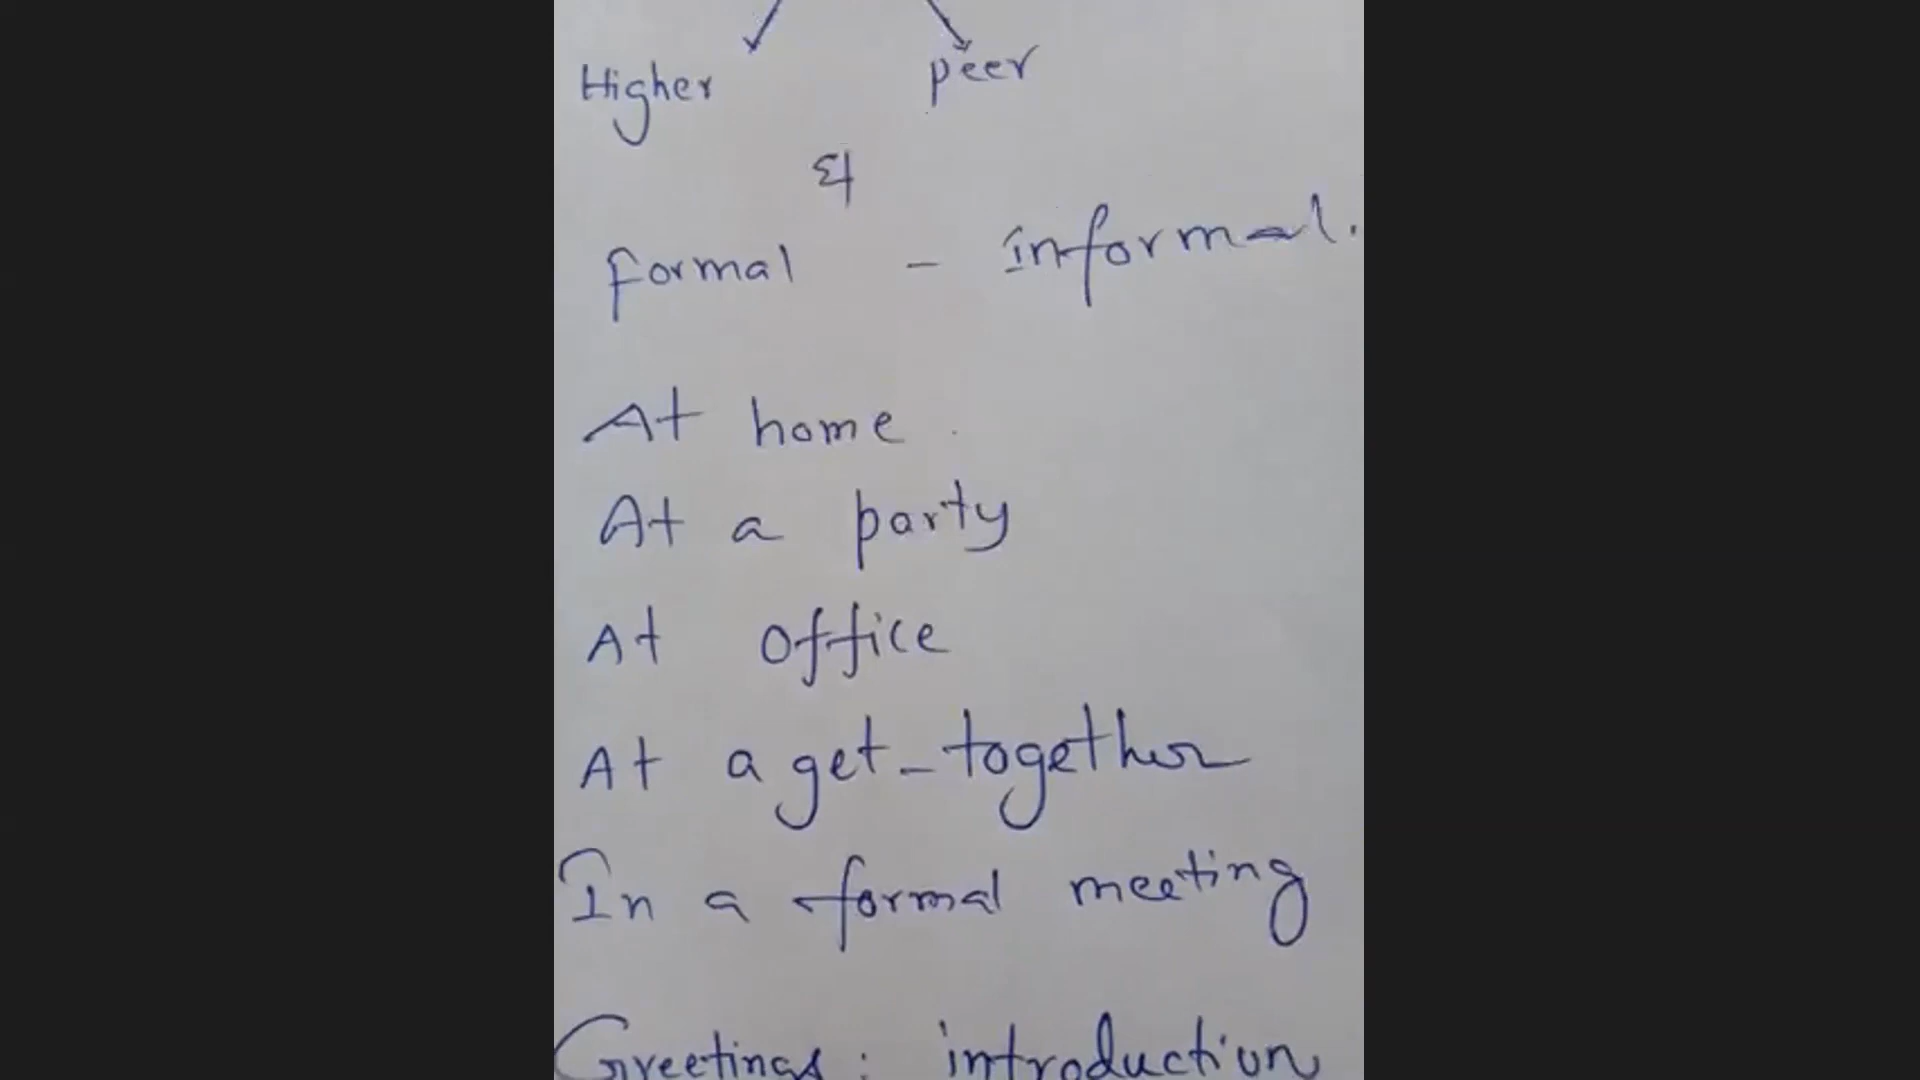 Higher peer
&
formal - Informal.
At home
At a party
At office
At a get-together
In a formal meeting
Greetings: introduction